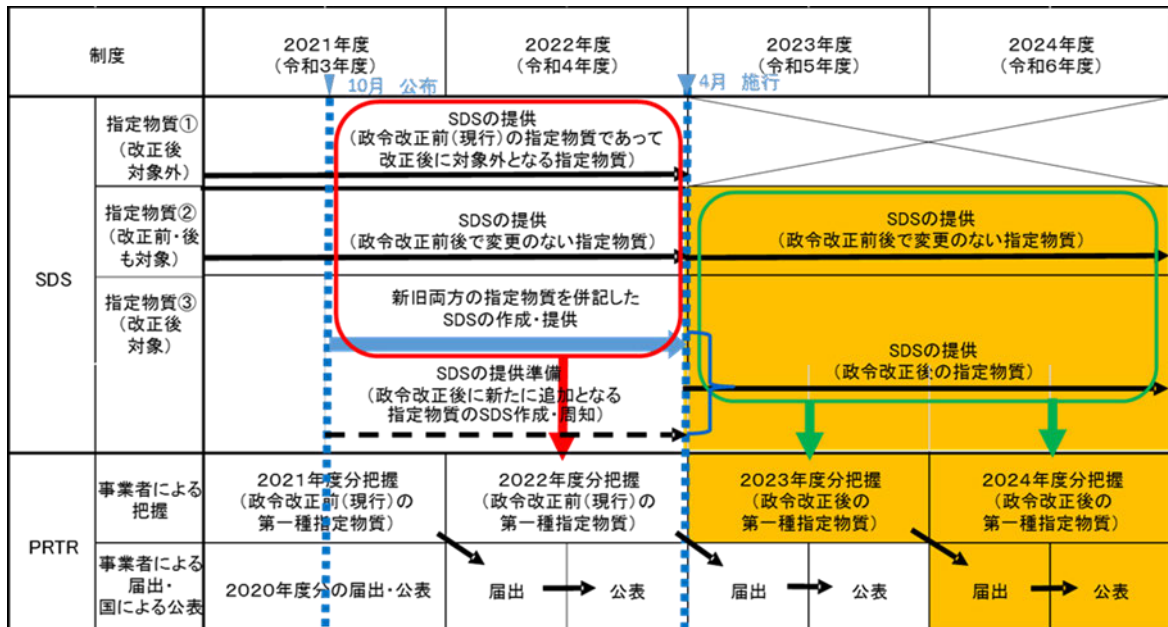 制度
2021年度
(令和3年度)
2022年度
(令和4年度)
2023年度
(令和5年度)
2024年度
(令和6年度)
10月 公布
4月 施行
SDS
指定物質①
(改正後
対象外)
SDSの提供
(政令改正前(現行)の指定物質であって
改正後に対象外となる指定物質)
指定物質②
(改正前・後
も対象)
SDSの提供
(政令改正前後で変更のない指定物質)
SDSの提供
(政令改正前後で変更のない指定物質)
指定物質③
(改正後
対象)
新旧両方の指定物質を併記した
SDSの作成・提供
SDSの提供準備
(政令改正後に新たに追加となる
指定物質のSDS作成・周知)
SDSの提供
(政令改正後の指定物質)
PRTR
事業者による
把握
2021年度分把握
(政令改正前(現行)の
第一種指定物質)
2022年度分把握
(政令改正前(現行)の
第一種指定物質)
2023年度分把握
(政令改正後の
第一種指定物質)
2024年度分把握
(政令改正後の
第一種指定物質)
事業者による
届出・
国による公表
2020年度分の届出・公表
届出
公表
届出
公表
届出
公表